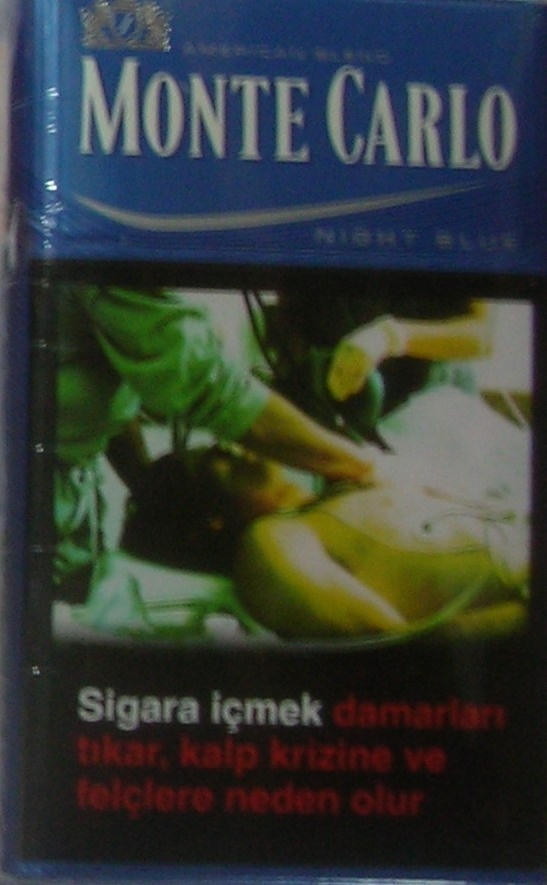 AMERICAN BLEND
MONTE CARLO
NIGHT BLUE
Sigara içmek damarları
tıkar, kalp krizine ve
felçlere neden olur